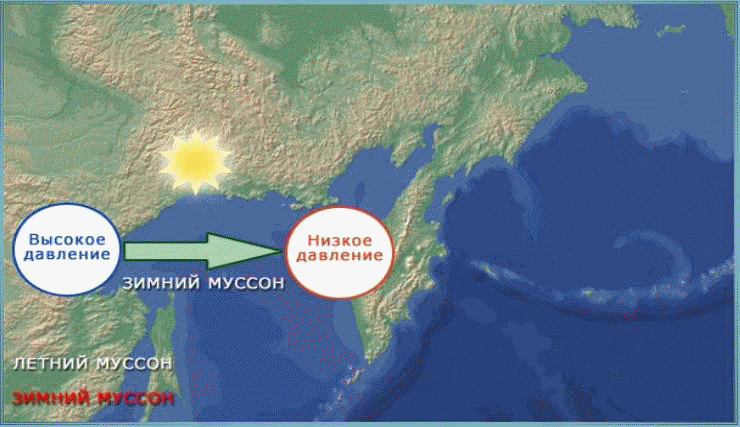 Высокое
давление
Низкое
давление
ЗИМНИЙ МУССОН
ЛЕТНИЙ МУССОН
ЗИМНИЙ МУССОН